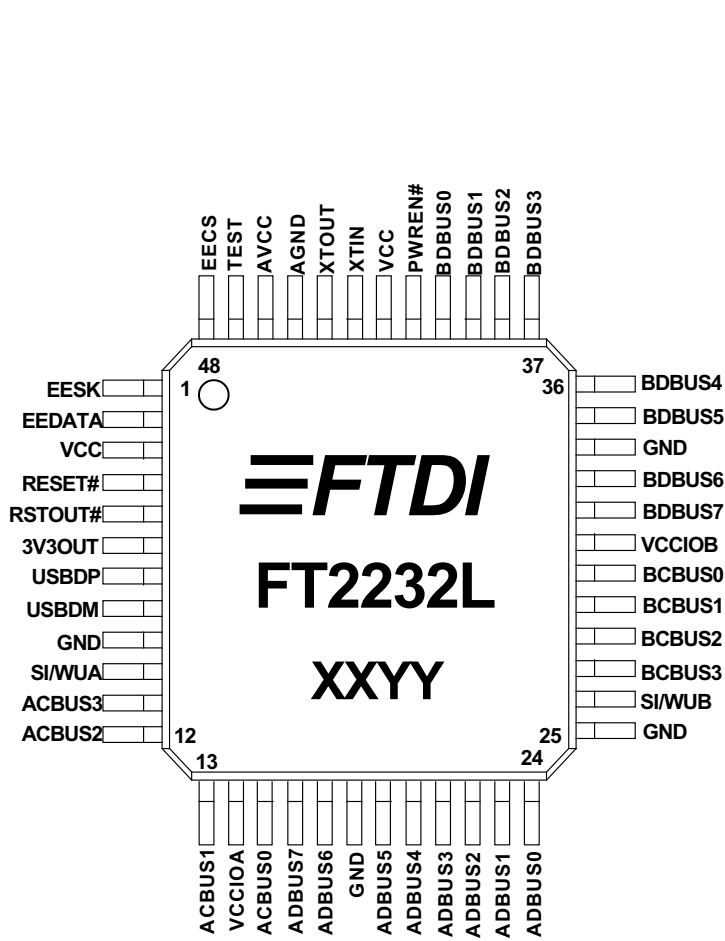 EECS
TEST
AVCC
AGND
XTOUT
XTIN
VCC
PWREN#
BDBUS0
BDBUS1
BDBUS2
BDBUS3
48
37
1
36
EESK
EEDATA
VCC
RESET#
RSTOUT#
3V3OUT
USBDP
USBDM
GND
SI/WUA
ACBUS3
ACBUS2
FTDI
FT2232L
XXYY
BDBUS4
BDBUS5
GND
BDBUS6
BDBUS7
VCCIOB
BCBUS0
BCBUS1
BCBUS2
BCBUS3
SI/WUB
GND
12
25
13
24
ACBUS1
VCCIOA
ACBUS0
ADBUS7
ADBUS6
GND
ADBUS5
ADBUS4
ADBUS3
ADBUS2
ADBUS1
ADBUS0